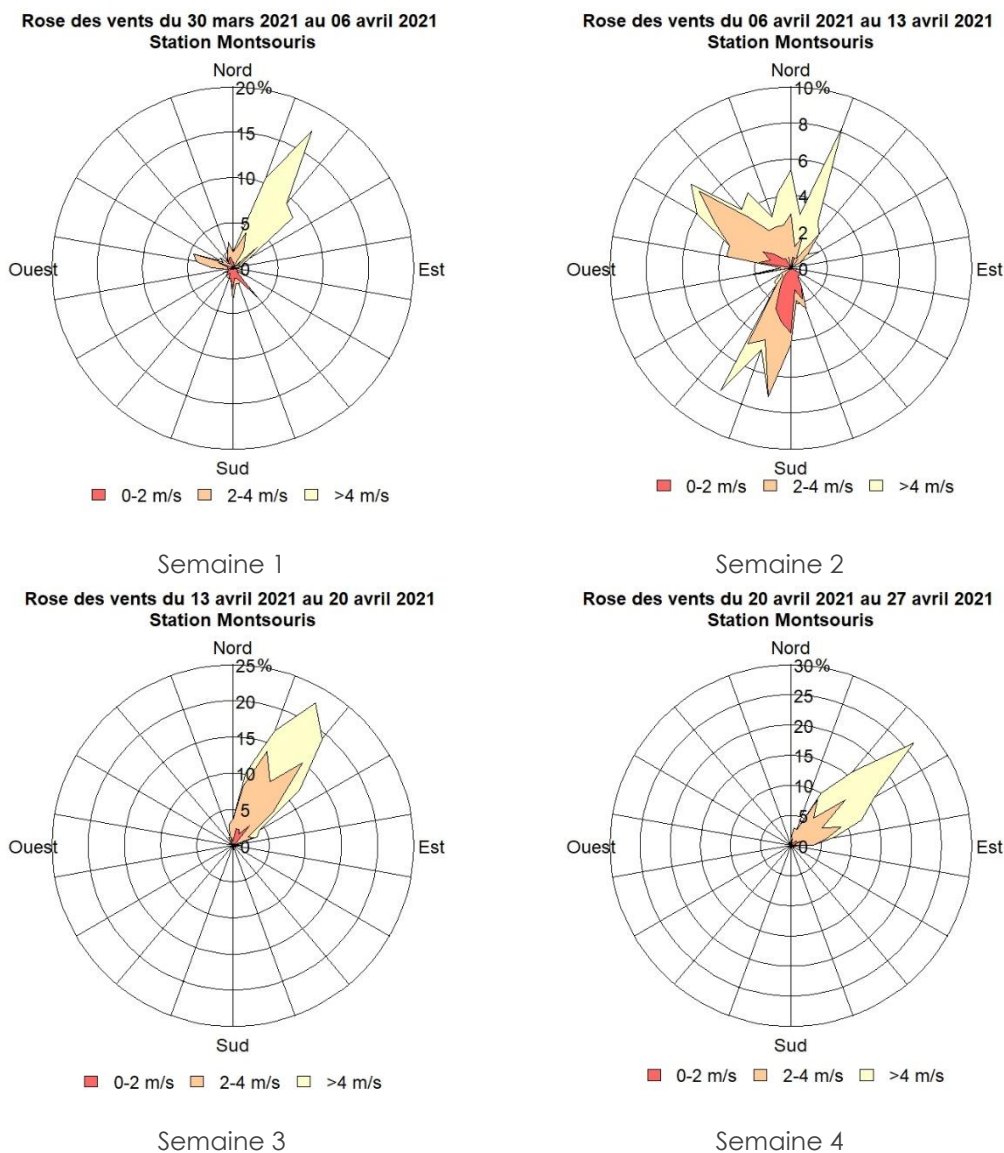 Rose des vents du 30 mars 2021 au 06 avril 2021
Station Montsouris
Nord
20%
15
10
5
0
Ouest
Est
Sud
0-2 m/s 2-4 m/s >4 m/s
Semaine 1
Rose des vents du 06 avril 2021 au 13 avril 2021
Station Montsouris
Nord
10%
8
6
4
2
0
Ouest
Est
Sud
0-2 m/s 2-4 m/s >4 m/s
Semaine 2
Rose des vents du 13 avril 2021 au 20 avril 2021
Station Montsouris
Nord
25%
20
15
10
5
0
Ouest
Est
Sud
0-2 m/s 2-4 m/s >4 m/s
Semaine 3
Rose des vents du 20 avril 2021 au 27 avril 2021
Station Montsouris
Nord
30%
25
20
15
10
5
0
Ouest
Est
Sud
0-2 m/s 2-4 m/s >4 m/s
Semaine 4